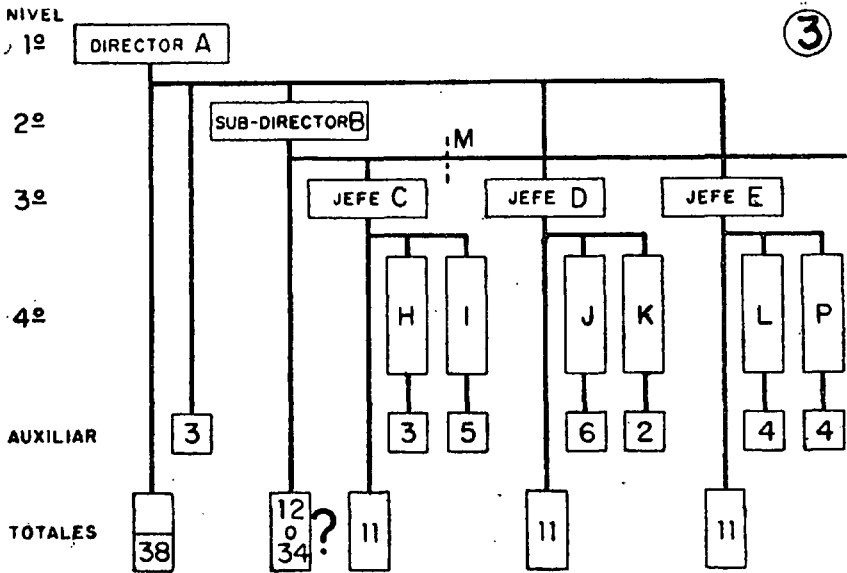 NIVEL
1º DIRECTOR A 3
2º SUB-DIRECTOR B
M
3º JEFE C JEFE D JEFE E
4º H I J K L P
AUXILIAR 3 3 5 6 2 4 4
TOTALES 38 12 o 34 ? 11 11 11